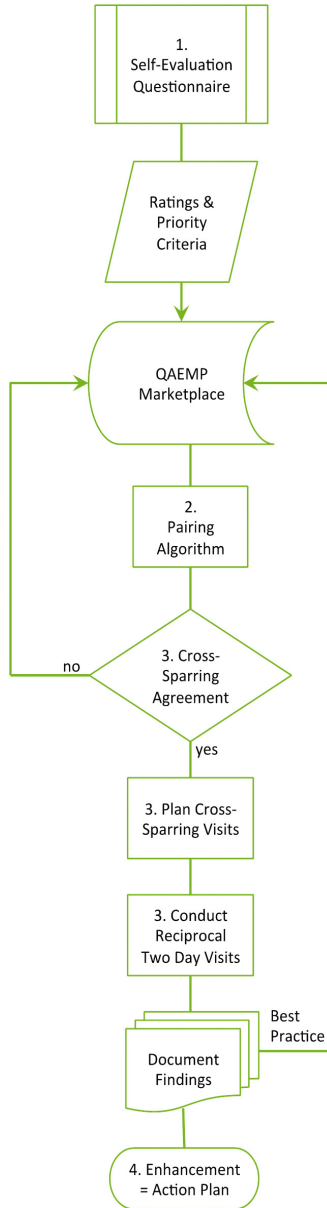 1.
Self-Evaluation
Questionnaire
Ratings &
Priority
Criteria
QAEMP
Marketplace
2.
Pairing
Algorithm
3. Cross-
Sparring
Agreement
no
yes
3. Plan Cross-
Sparring Visits
3. Conduct
Reciprocal
Two Day Visits
Best
Practice
Document
Findings
4. Enhancement
= Action Plan